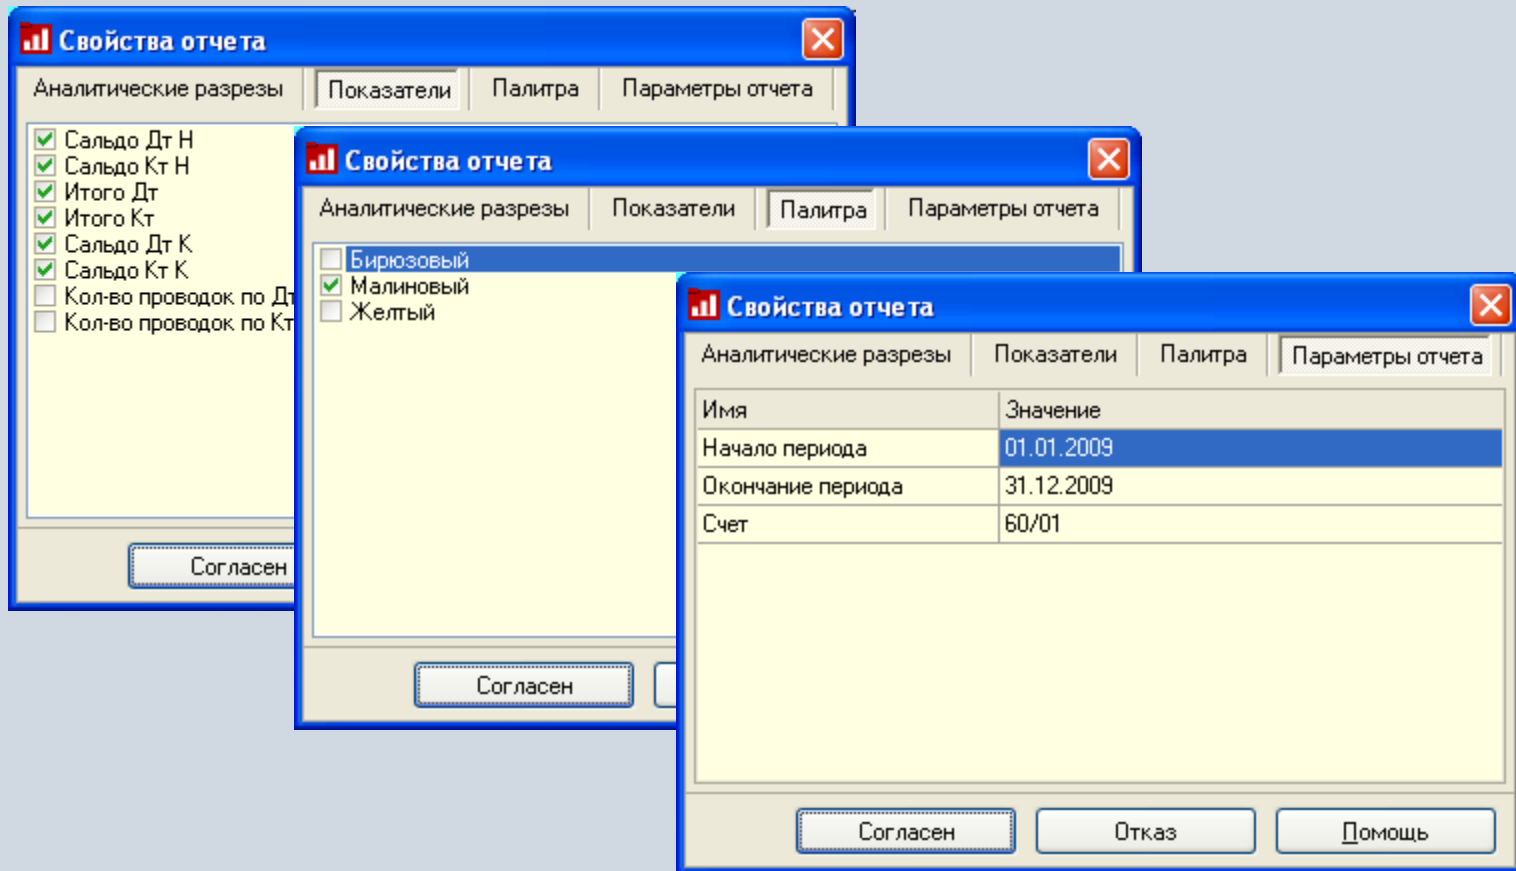 Свойства отчета
Аналитические разрезы Показатели Палитра Параметры отчета
Сальдо Дт Н
Сальдо Кт Н
Итого Дт
Итого Кт
Сальдо Дт К
Сальдо Кт К
Кол-во проводок по Дт
Кол-во проводок по Кт
Согласен
Свойства отчета
Аналитические разрезы Показатели Палитра Параметры отчета
Бирюзовый
Малиновый
Желтый
Согласен
Свойства отчета
Аналитические разрезы Показатели Палитра Параметры отчета
Имя Значение
Начало периода 01.01.2009
Окончание периода 31.12.2009
Счет 60/01
Согласен Отказ Помощь